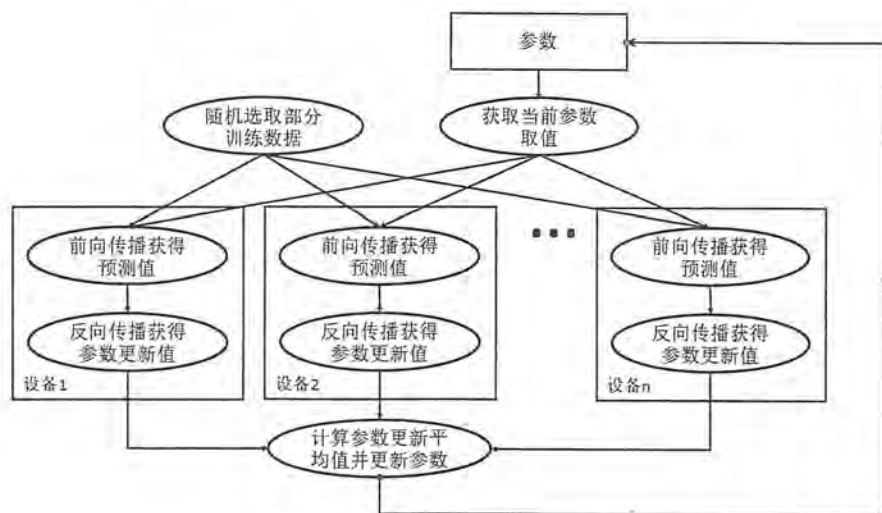 参数
随机选取部分
训练数据
获取当前参数
取值
前向传播获得
预测值
反向传播获得
参数更新值
设备1
前向传播获得
预测值
反向传播获得
参数更新值
设备2
前向传播获得
预测值
反向传播获得
参数更新值
设备n
计算参数更新平
均值并更新参数